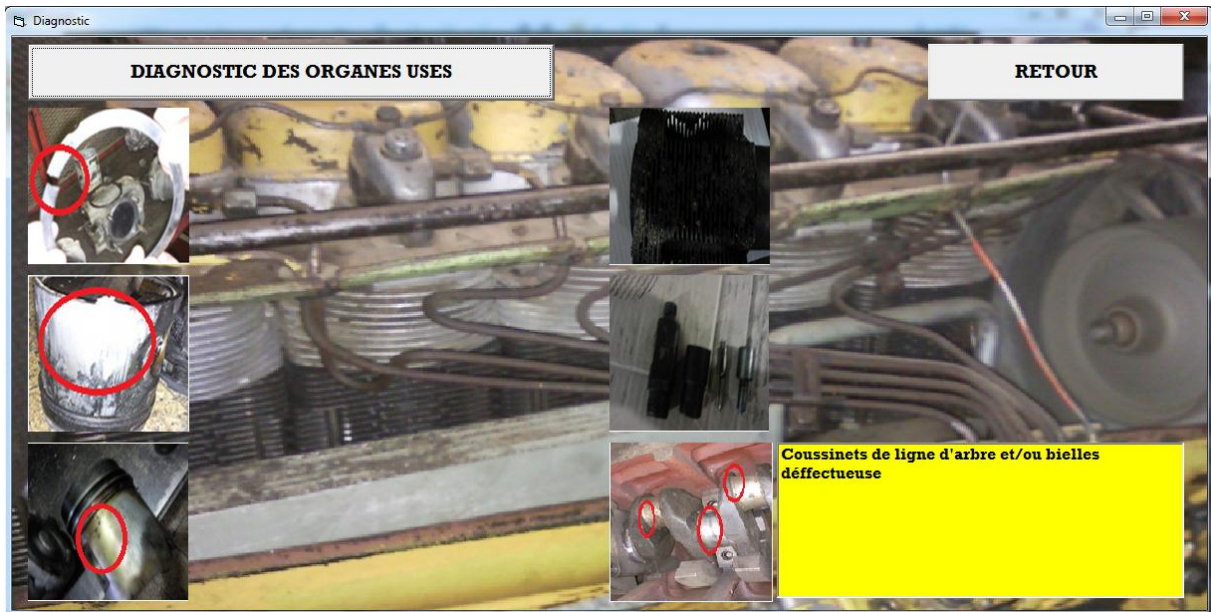 Diagnostic
DIAGNOSTIC DES ORGANES USES
RETOUR
Coussinets de ligne d'arbre et/ou bielles
déffectueuse